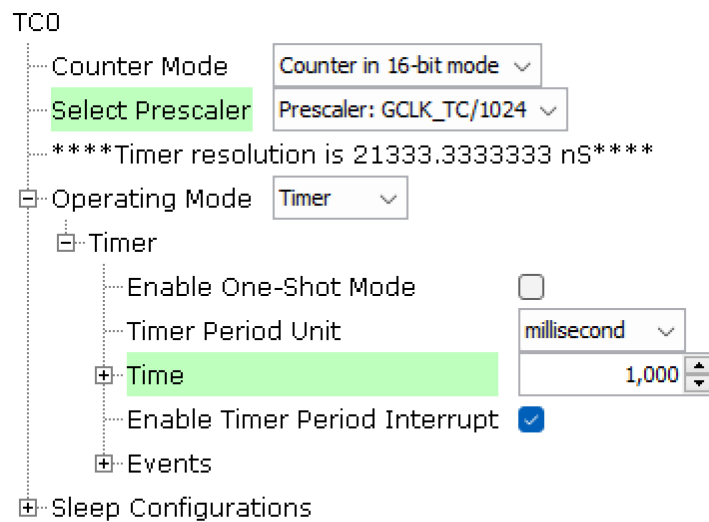 TC0
Counter Mode Counter in 16-bit mode
Select Prescaler Prescaler: GCLK_TC/1024
****Timer resolution is 21333.3333333 nS****
Operating Mode Timer
Timer
Enable One-Shot Mode
Timer Period Unit millisecond
Time 1,000
Enable Timer Period Interrupt
Events
Sleep Configurations